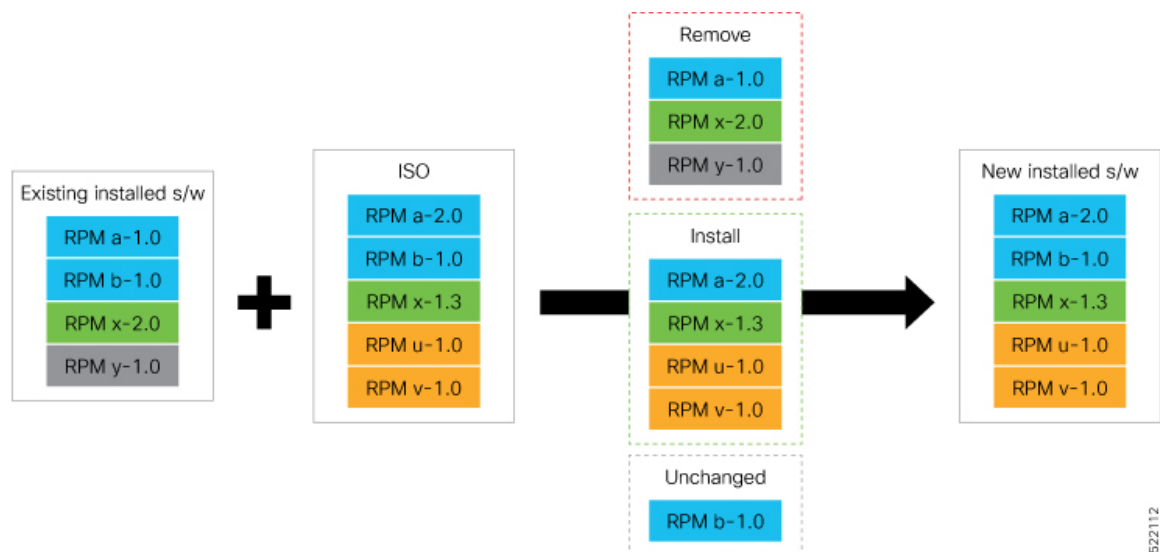 Existing installed s/w
RPM a-1.0
RPM b-1.0
RPM x-2.0
RPM y-1.0
ISO
RPM a-2.0
RPM b-1.0
RPM x-1.3
RPM u-1.0
RPM v-1.0
Remove
RPM a-1.0
RPM x-2.0
RPM y-1.0
Install
RPM a-2.0
RPM x-1.3
RPM u-1.0
RPM v-1.0
Unchanged
RPM b-1.0
New installed s/w
RPM a-2.0
RPM b-1.0
RPM x-1.3
RPM u-1.0
RPM v-1.0
522112